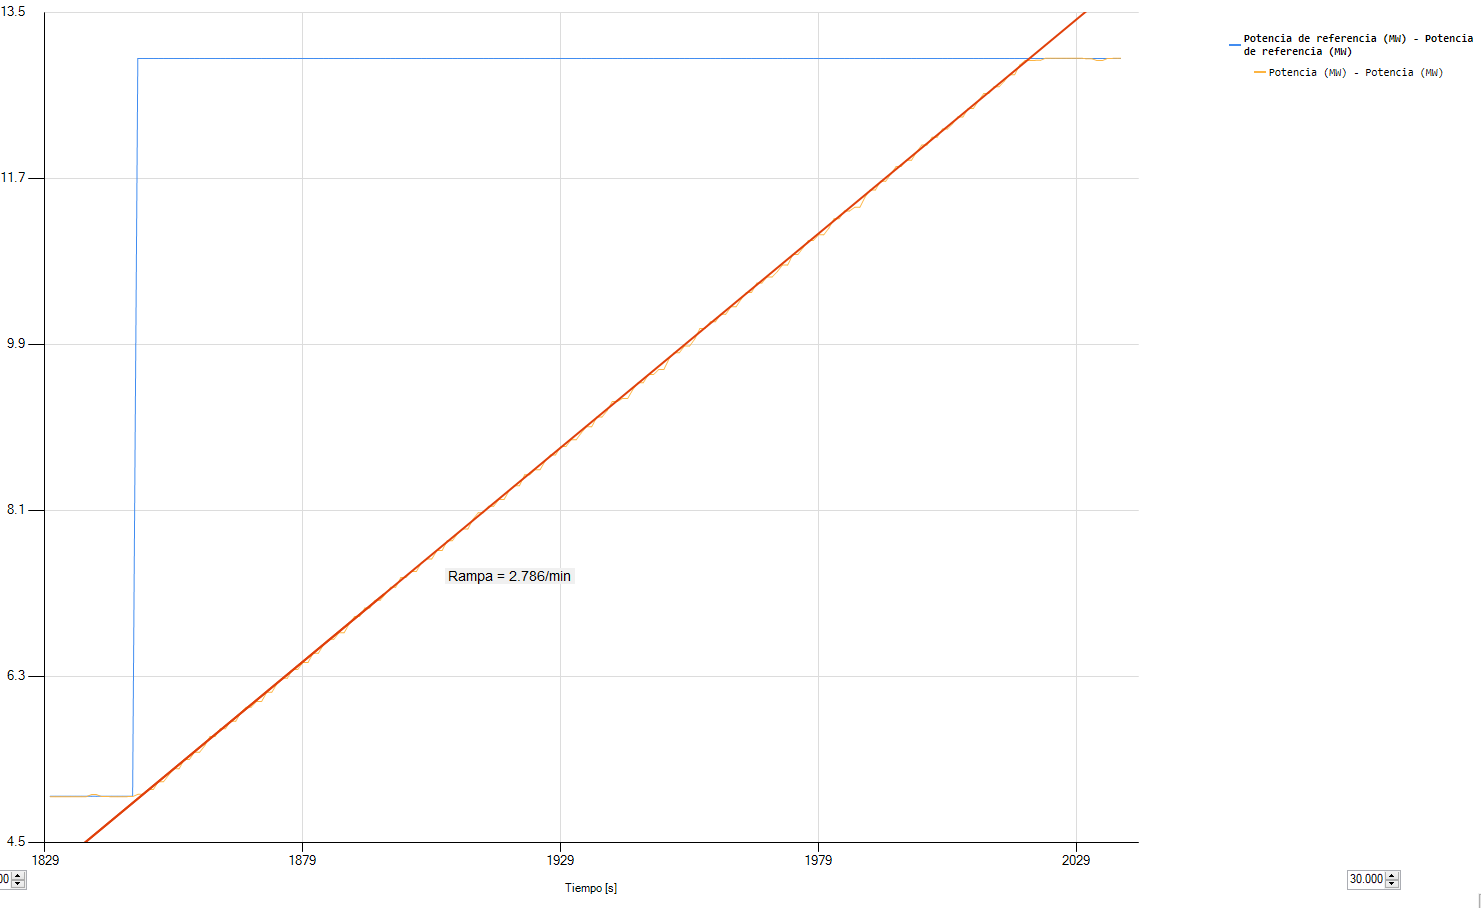 13.5
Potencia de referencia (MW) - Potencia
de referencia (MW)
Potencia (MW) - Potencia (MW)
11.7
9.9
8.1
Rampa = 2.786/min
6.3
4.5
1829
1879
1929
1979
2029
00
30.000
Tiempo [s]